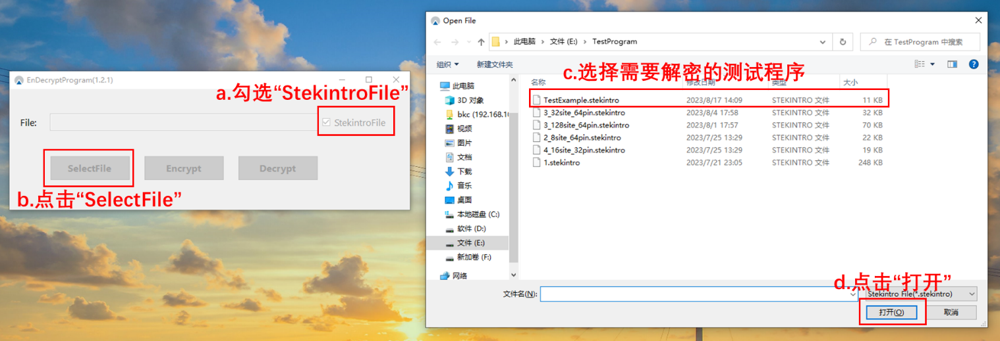 EnDecryptProgram(1.2.1)
a.勾选“StekintroFile”
File:
StekintroFile
SelectFile
Encrypt
Decrypt
b.点击“SelectFile”
Open File
此电脑 › 文件 (E:) › TestProgram
在 TestProgram 中搜索
组织
新建文件夹
c.选择需要解密的测试程序
此电脑
3D 对象
bkc (192.168.10
视频
图片
文档
下载
音乐
桌面
本地磁盘 (C:)
软件 (D:)
文件 (E:)
新加卷 (F:)
网络
名称 修改日期 类型 大小
TestExample.stekintro 2023/8/17 14:09 STEKINTRO 文件 11 KB
3_32site_64pin.stekintro 2023/8/4 17:58 STEKINTRO 文件 32 KB
3_128site_64pin.stekintro 2023/8/1 17:57 STEKINTRO 文件 70 KB
2_8site_64pin.stekintro 2023/7/25 13:29 STEKINTRO 文件 22 KB
4_16site_32pin.stekintro 2023/7/25 13:29 STEKINTRO 文件 19 KB
1.stekintro 2023/7/21 23:05 STEKINTRO 文件 248 KB
d.点击“打开”
文件名(N):
Stekintro File(*.stekintro)
打开(O)
取消